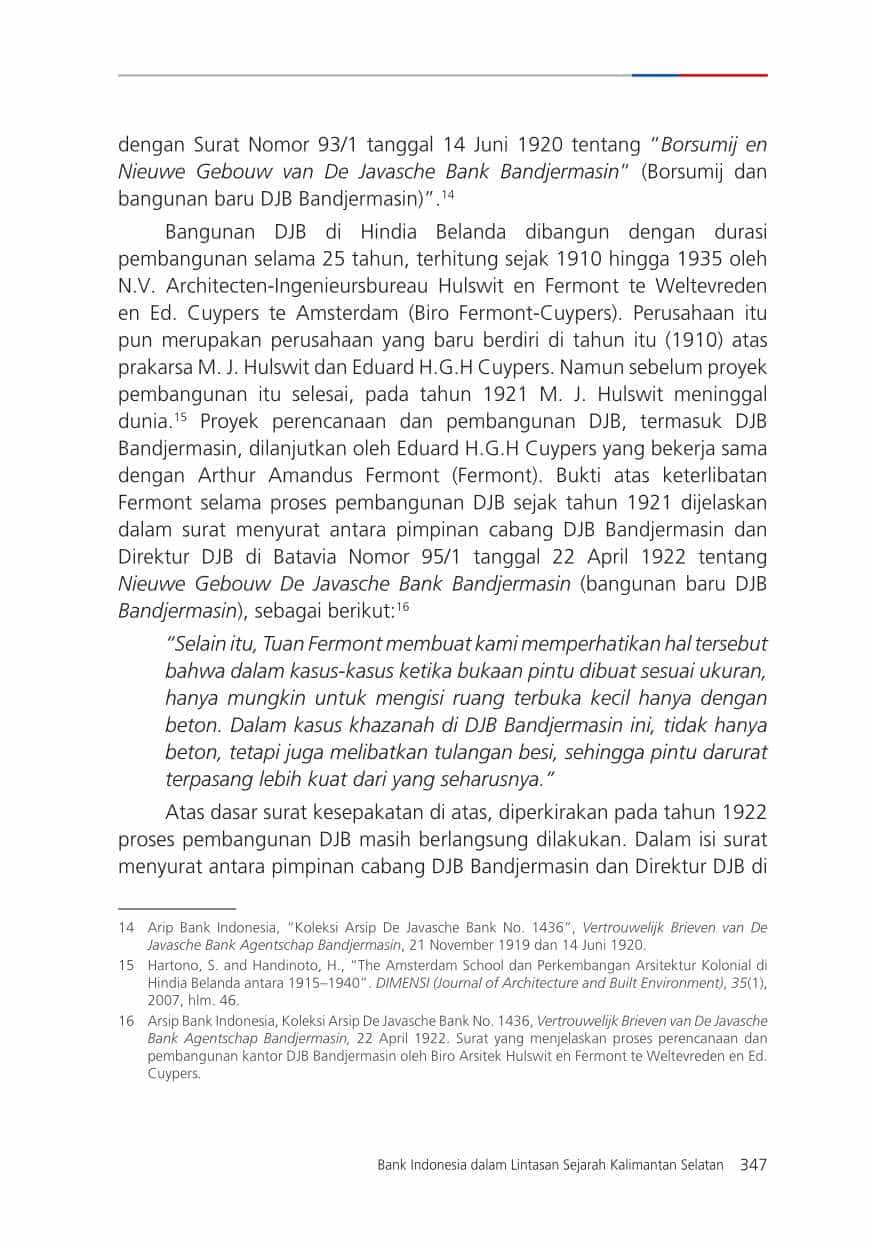 dengan Surat Nomor 93/1 tanggal 14 Juni 1920 tentang “Borsumij en
Nieuwe Gebouw van De Javasche Bank Bandjermasin” (Borsumij dan
bangunan baru DJB Bandjermasin)”.14
Bangunan DJB di Hindia Belanda dibangun dengan durasi
pembangunan selama 25 tahun, terhitung sejak 1910 hingga 1935 oleh
N.V. Architecten-Ingenieursbureau Hulswit en Fermont te Weltevreden
en Ed. Cuypers te Amsterdam (Biro Fermont-Cuypers). Perusahaan itu
pun merupakan perusahaan yang baru berdiri di tahun itu (1910) atas
prakarsa M. J. Hulswit dan Eduard H.G.H Cuypers. Namun sebelum proyek
pembangunan itu selesai, pada tahun 1921 M. J. Hulswit meninggal
dunia.15 Proyek perencanaan dan pembangunan DJB, termasuk DJB
Bandjermasin, dilanjutkan oleh Eduard H.G.H Cuypers yang bekerja sama
dengan Arthur Amandus Fermont (Fermont). Bukti atas keterlibatan
Fermont selama proses pembangunan DJB sejak tahun 1921 dijelaskan
dalam surat menyurat antara pimpinan cabang DJB Bandjermasin dan
Direktur DJB di Batavia Nomor 95/1 tanggal 22 April 1922 tentang
Nieuwe Gebouw De Javasche Bank Bandjermasin (bangunan baru DJB
Bandjermasin), sebagai berikut:16
“Selain itu, Tuan Fermont membuat kami memperhatikan hal tersebut
bahwa dalam kasus-kasus ketika bukaan pintu dibuat sesuai ukuran,
hanya mungkin untuk mengisi ruang terbuka kecil hanya dengan
beton. Dalam kasus khazanah di DJB Bandjermasin ini, tidak hanya
beton, tetapi juga melibatkan tulangan besi, sehingga pintu darurat
terpasang lebih kuat dari yang seharusnya.”
Atas dasar surat kesepakatan di atas, diperkirakan pada tahun 1922
proses pembangunan DJB masih berlangsung dilakukan. Dalam isi surat
menyurat antara pimpinan cabang DJB Bandjermasin dan Direktur DJB di
14 Arip Bank Indonesia, “Koleksi Arsip De Javasche Bank No. 1436”, Vertrouwelijk Brieven van De
Javasche Bank Agentschap Bandjermasin, 21 November 1919 dan 14 Juni 1920.
15 Hartono, S. and Handinoto, H., “The Amsterdam School dan Perkembangan Arsitektur Kolonial di
Hindia Belanda antara 1915–1940”. DIMENSI (Journal of Architecture and Built Environment), 35(1),
2007, hlm. 46.
16 Arsip Bank Indonesia, Koleksi Arsip De Javasche Bank No. 1436, Vertrouwelijk Brieven van De Javasche
Bank Agentschap Bandjermasin, 22 April 1922. Surat yang menjelaskan proses perencanaan dan
pembangunan kantor DJB Bandjermasin oleh Biro Arsitek Hulswit en Fermont te Weltevreden en Ed.
Cuypers.
Bank Indonesia dalam Lintasan Sejarah Kalimantan Selatan 347